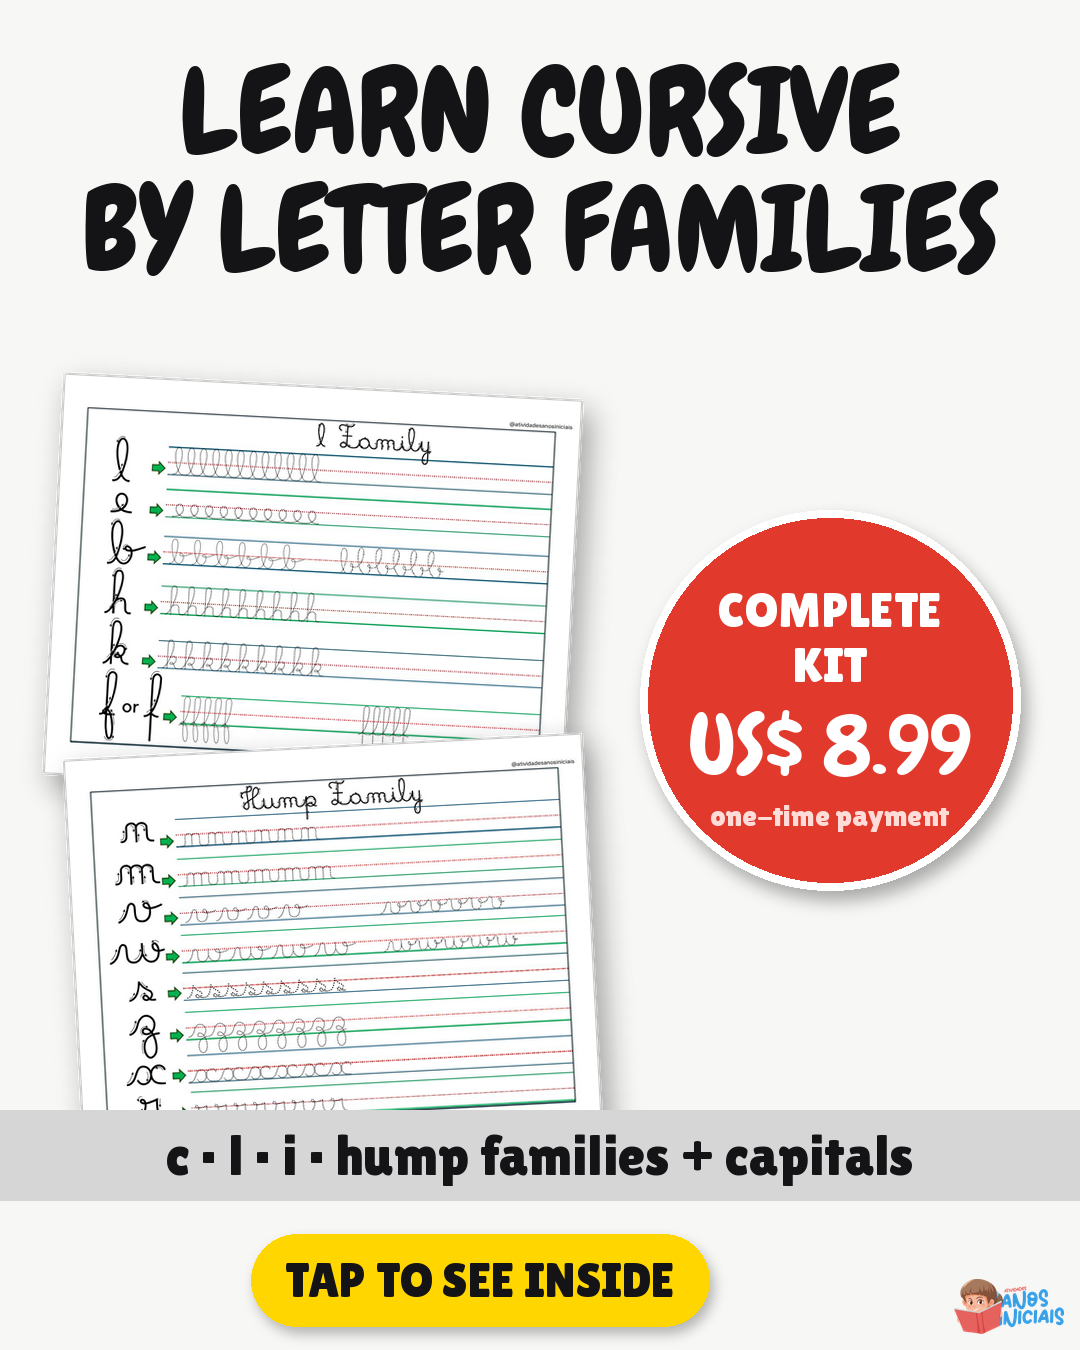 LEARN CURSIVE
BY LETTER FAMILIES
@atividadesanosiniciais
l Family
l
e
b
h
k
f or f
@atividadesanosiniciais
Hump Family
n
m
v
w
s
z
x
COMPLETE
KIT
US$ 8.99
one-time payment
c · l · i · hump families + capitals
TAP TO SEE INSIDE
ATIVIDADES
ANOS
INICIAIS